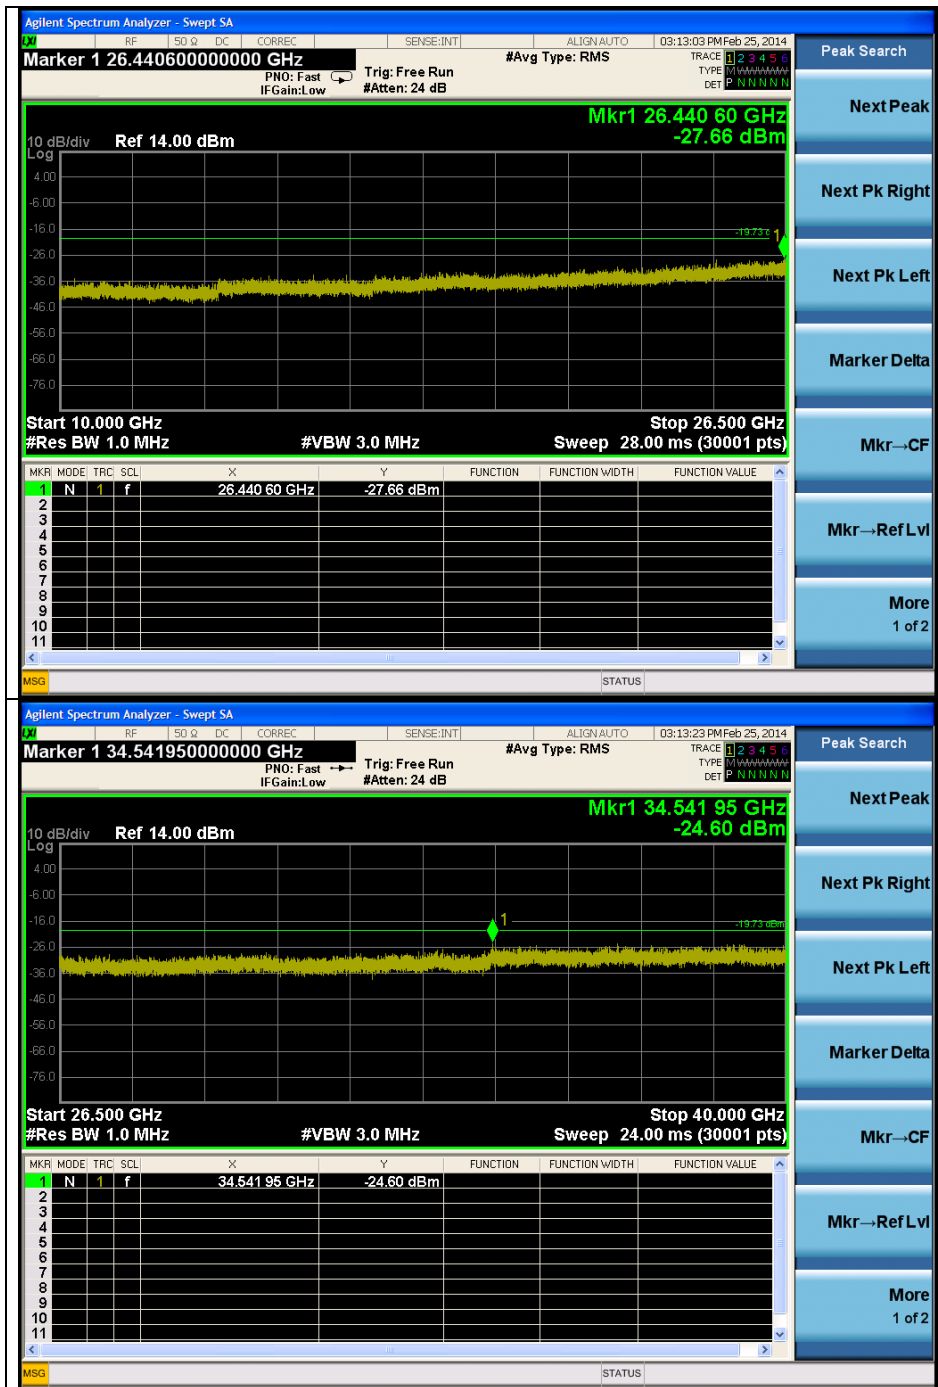 Agilent Spectrum Analyzer - Swept SA
LXI RF 50 Ω DC CORREC SENSE:INT ALIGN AUTO 03:13:03 PM Feb 25, 2014
Marker 1 26.440600000000 GHz
PNO: Fast
IFGain:Low
Trig: Free Run
#Atten: 24 dB
#Avg Type: RMS
TRACE 1 2 3 4 5 6
TYPE M WWWWW
DET P N N N N N
Mkr1 26.440 60 GHz
-27.66 dBm
10 dB/div
Log
Ref 14.00 dBm
4.00
-6.00
-16.0
-26.0
-36.0
-46.0
-56.0
-66.0
-76.0
1
Start 10.000 GHz
Stop 26.500 GHz
#Res BW 1.0 MHz
#VBW 3.0 MHz
Sweep 28.00 ms (30001 pts)
MKR MODE TRC SCL X Y FUNCTION FUNCTION WIDTH FUNCTION VALUE
1 N 1 f 26.440 60 GHz -27.66 dBm
2
3
4
5
6
7
8
9
10
11
MSG
STATUS
Peak Search
Next Peak
Next Pk Right
Next Pk Left
Marker Delta
Mkr→CF
Mkr→Ref Lvl
More
1 of 2
Agilent Spectrum Analyzer - Swept SA
LXI RF 50 Ω DC CORREC SENSE:INT ALIGN AUTO 03:13:23 PM Feb 25, 2014
Marker 1 34.541950000000 GHz
PNO: Fast
IFGain:Low
Trig: Free Run
#Atten: 24 dB
#Avg Type: RMS
TRACE 1 2 3 4 5 6
TYPE M WWWWW
DET P N N N N N
Mkr1 34.541 95 GHz
-24.60 dBm
10 dB/div
Log
Ref 14.00 dBm
4.00
-6.00
-16.0
-26.0
-36.0
-46.0
-56.0
-66.0
-76.0
1
-19.73 dBm
Start 26.500 GHz
Stop 40.000 GHz
#Res BW 1.0 MHz
#VBW 3.0 MHz
Sweep 24.00 ms (30001 pts)
MKR MODE TRC SCL X Y FUNCTION FUNCTION WIDTH FUNCTION VALUE
1 N 1 f 34.541 95 GHz -24.60 dBm
2
3
4
5
6
7
8
9
10
11
MSG
STATUS
Peak Search
Next Peak
Next Pk Right
Next Pk Left
Marker Delta
Mkr→CF
Mkr→Ref Lvl
More
1 of 2